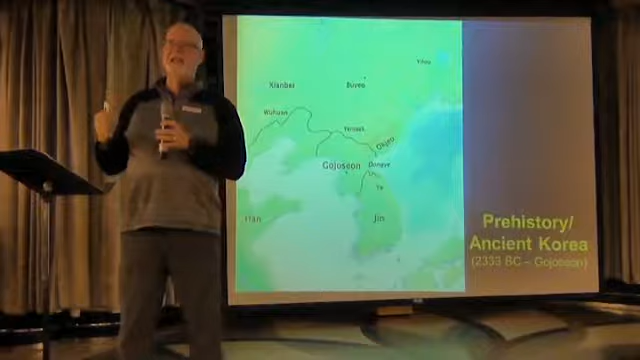 Yilou
Xianbei
Buyeo
Wuhuan
Yemaek
Okjeo
Gojoseon
Dongye
Ye
Han
Jin
Prehistory/
Ancient Korea
(2333 BC – Gojoseon)